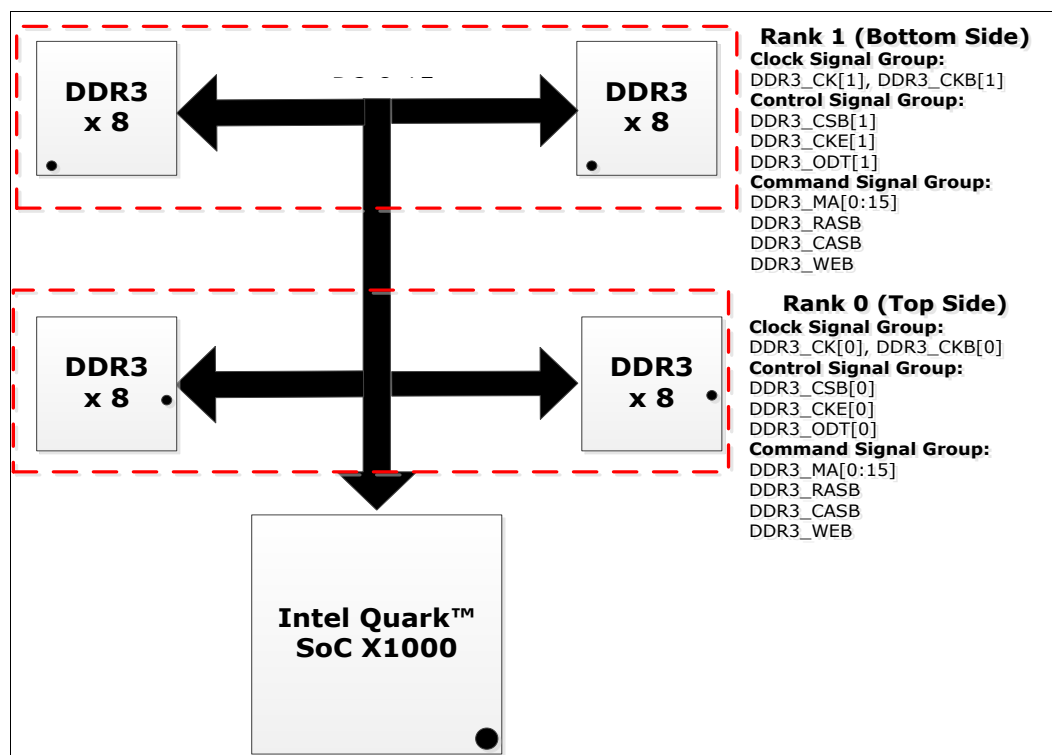 Rank 1 (Bottom Side)
Clock Signal Group:
DDR3_CK[1], DDR3_CKB[1]
Control Signal Group:
DDR3_CSB[1]
DDR3_CKE[1]
DDR3_ODT[1]
Command Signal Group:
DDR3_MA[0:15]
DDR3_RASB
DDR3_CASB
DDR3_WEB
DDR3
x 8
DDR3
x 8
Rank 0 (Top Side)
Clock Signal Group:
DDR3_CK[0], DDR3_CKB[0]
Control Signal Group:
DDR3_CSB[0]
DDR3_CKE[0]
DDR3_ODT[0]
Command Signal Group:
DDR3_MA[0:15]
DDR3_RASB
DDR3_CASB
DDR3_WEB
DDR3
x 8
DDR3
x 8
Intel Quark™
SoC X1000